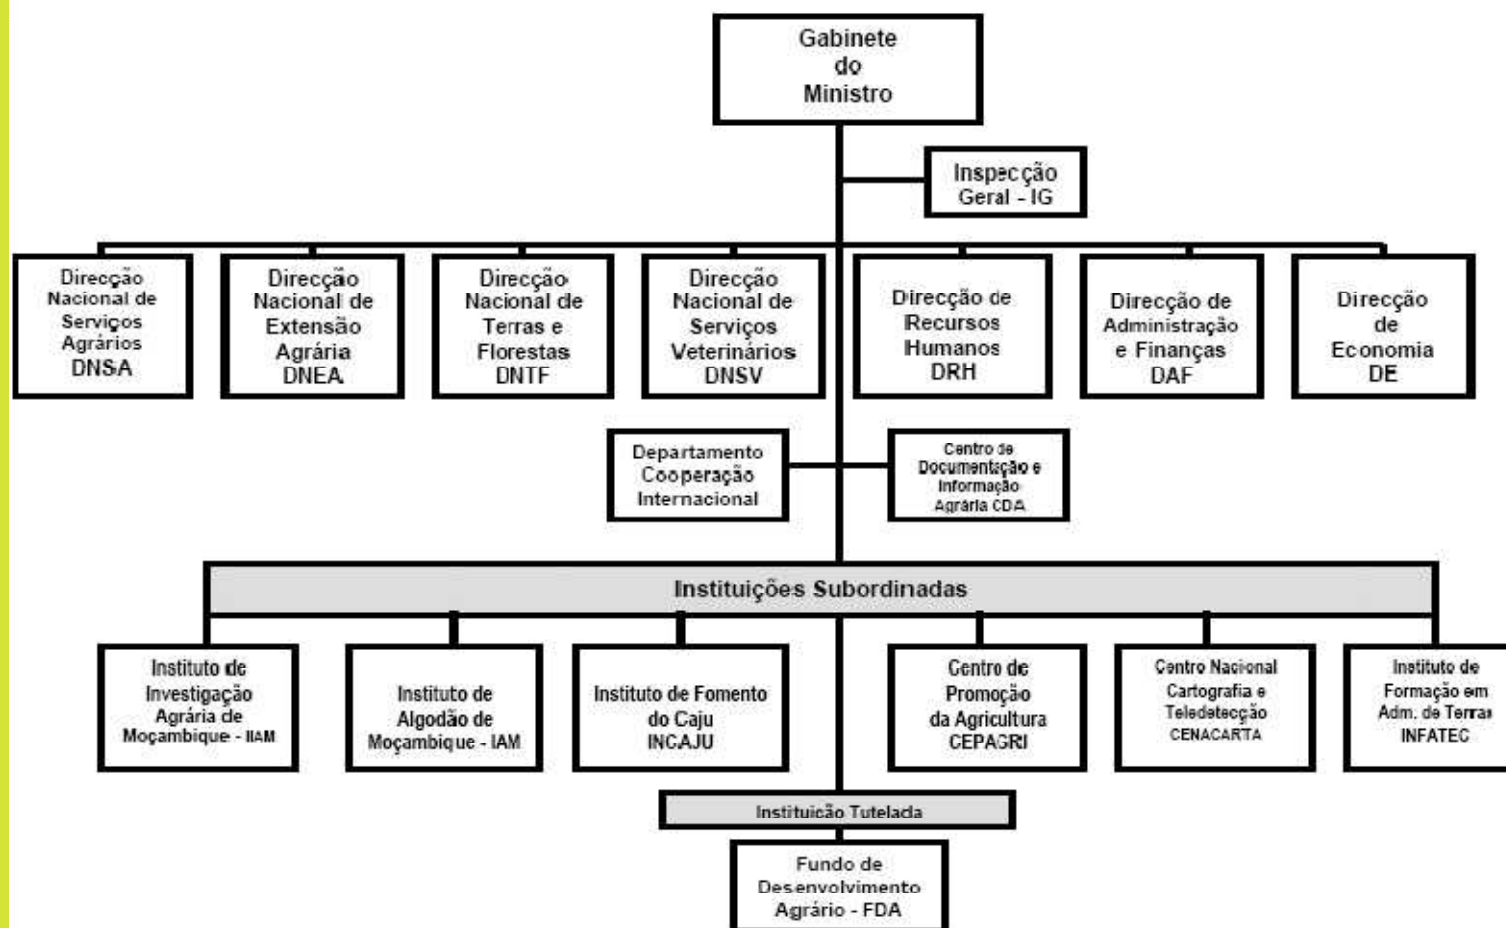 Gabinete
do
Ministro
Inspecção
Geral - IG
Direcção
Nacional de
Serviços
Agrários
DNSA
Direcção
Nacional de
Extensão
Agrária
DNEA
Direcção
Nacional de
Terras e
Florestas
DNTF
Direcção
Nacional de
Serviços
Veterinários
DNSV
Direcção de
Recursos
Humanos
DRH
Direcção de
Administração
e Finanças
DAF
Direcção
de
Economia
DE
Departamento
Cooperação
Internacional
Centro de
Documentação e
Informação
Agrária CDA
Instituições Subordinadas
Instituto de
Investigação
Agrária de
Moçambique - IIAM
Instituto de
Algodão de
Moçambique - IAM
Instituto de Fomento
do Caju
INCAJU
Centro de
Promoção
da Agricultura
CEPAGRI
Centro Nacional
Cartografia e
Teledetecção
CENACARTA
Instituto de
Formação em
Adm. de Terras
INFATEC
Instituição Tutelada
Fundo de
Desenvolvimento
Agrário - FDA